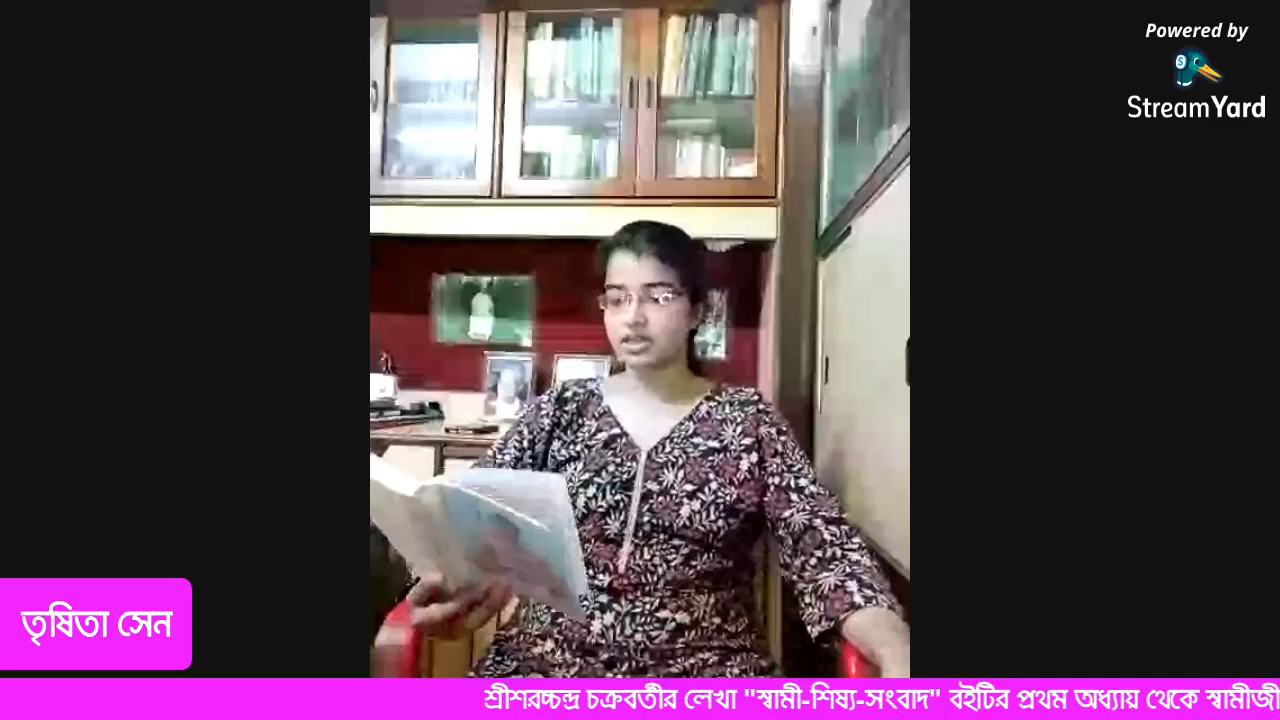 Powered by
StreamYard
তৃষিতা সেন
শ্রীশরচ্চন্দ্র চক্রবর্তীর লেখা "স্বামী-শিষ্য-সংবাদ" বইটির প্রথম অধ্যায় থেকে স্বামীজী